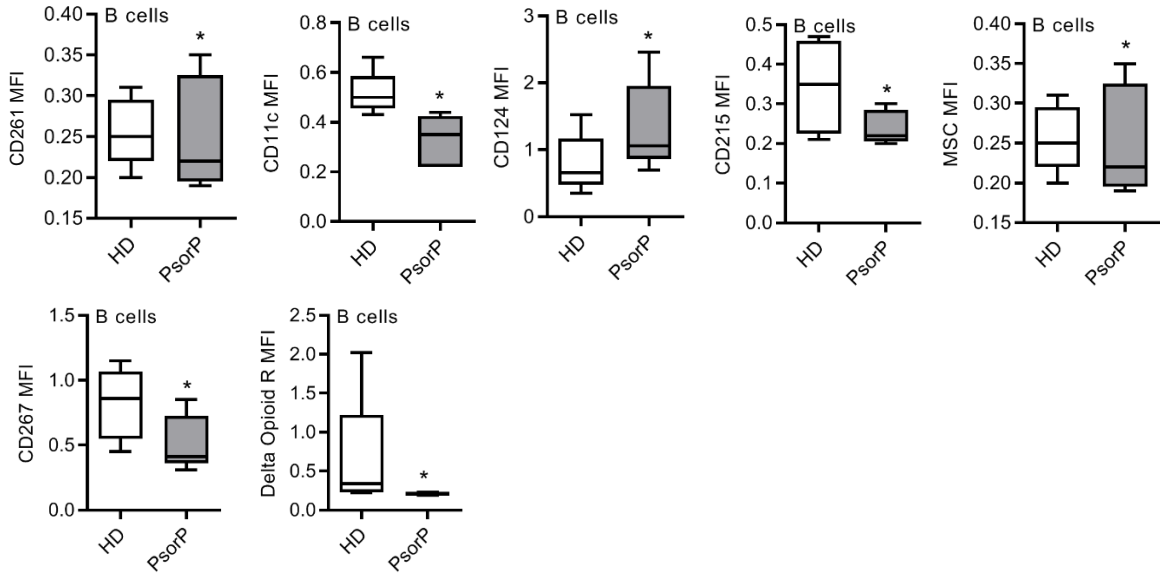 B cells
CD261 MFI
0.40
0.35
0.30
0.25
0.20
0.15
*
HD
PsorP
B cells
CD11c MFI
0.8
0.6
0.4
0.2
0.0
*
HD
PsorP
B cells
CD124 MFI
3
2
1
0
*
HD
PsorP
B cells
CD215 MFI
0.5
0.4
0.3
0.2
0.1
0.0
*
HD
PsorP
B cells
MSC MFI
0.40
0.35
0.30
0.25
0.20
0.15
*
HD
PsorP
B cells
CD267 MFI
1.5
1.0
0.5
0.0
*
HD
PsorP
B cells
Delta Opioid R MFI
2.5
2.0
1.5
1.0
0.5
0.0
*
HD
PsorP